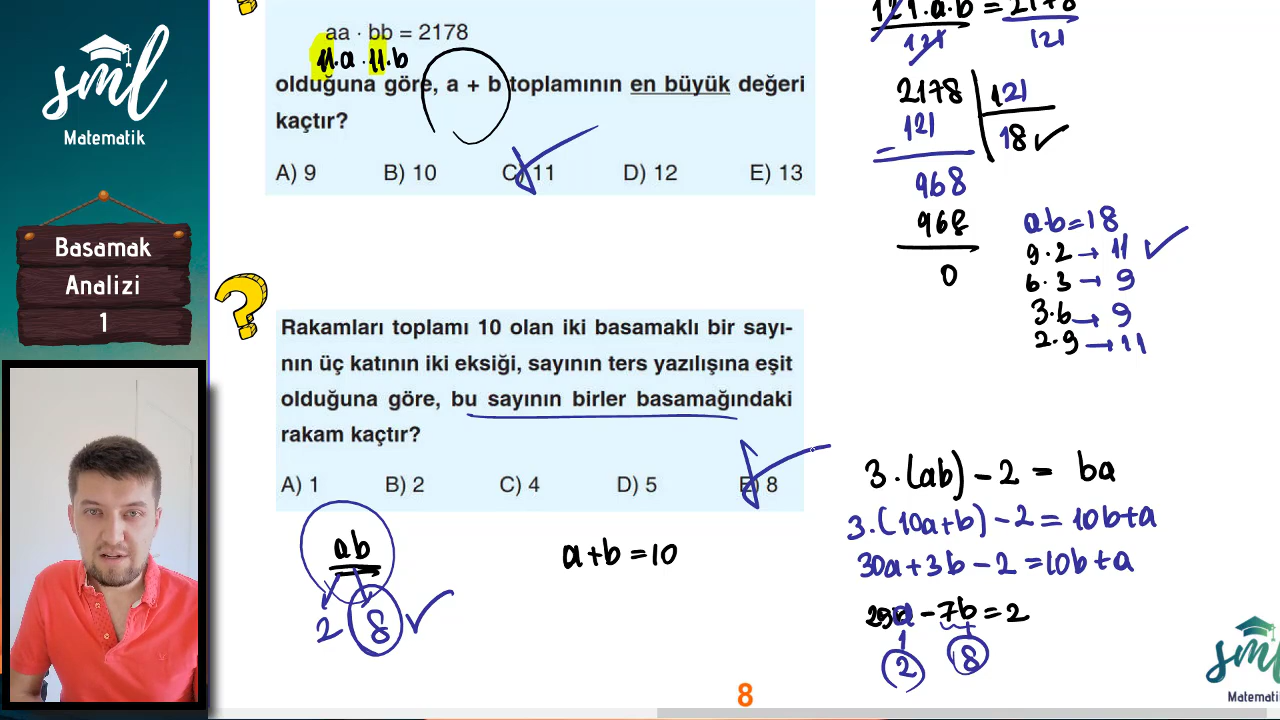 sml
Matematik
Basamak
Analizi
1
aa · bb = 2178
11.a . 11.b
olduğuna göre, a + b toplamının en büyük değeri
kaçtır?
A) 9 B) 10 C) 11 D) 12 E) 13
121.a.b = 2178
121 121
2178 121
121 18
968
968
0
a.b=18
9.2 → 11
6.3 → 9
3.6 → 9
2.9 → 11
Rakamları toplamı 10 olan iki basamaklı bir sayı-
nın üç katının iki eksiği, sayının ters yazılışına eşit
olduğuna göre, bu sayının birler basamağındaki
rakam kaçtır?
A) 1 B) 2 C) 4 D) 5 E) 8
ab
2 8
a+b=10
3.(ab)-2 = ba
3.(10a+b)-2=10b+a
30a+3b-2=10b+a
29a-7b=2
2 8
8
sml
Matemati